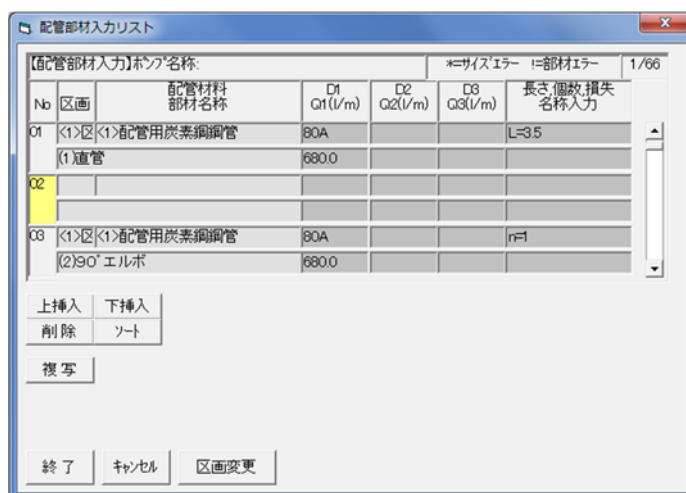 配管部材入力リスト
【配管部材入力】ポンプ名称: *=サイズエラー !=部材エラー 1/66
No 区画 配管材料 部材名称 D1 Q1(l/m) D2 Q2(l/m) D3 Q3(l/m) 長さ,個数,損失 名称入力
01 <1>区 <1>配管用炭素鋼鋼管 80A L=3.5
(1)直管 680.0
02
03 <1>区 <1>配管用炭素鋼鋼管 80A n=1
(2)90°エルボ 680.0
上挿入 下挿入
削除 ソート
複写
終了 キャンセル 区画変更